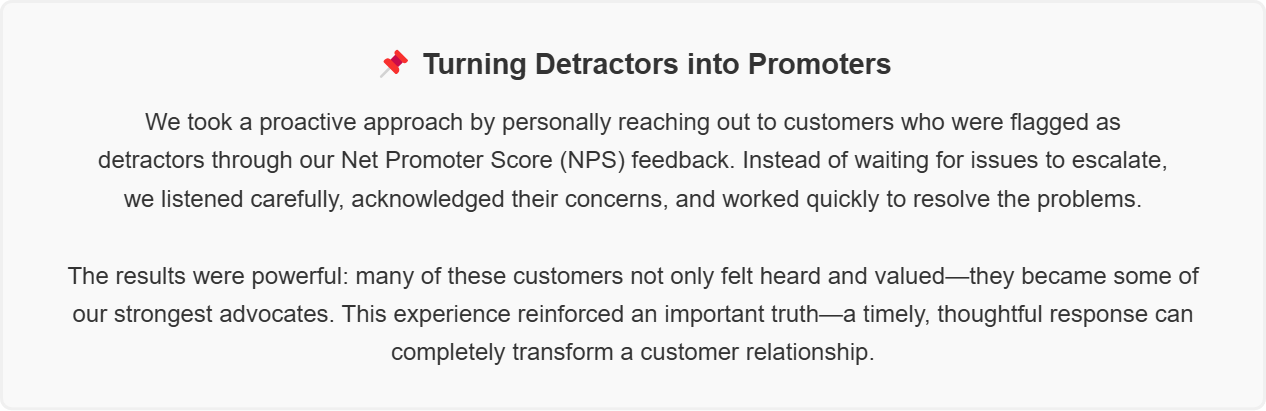 📌 Turning Detractors into Promoters
We took a proactive approach by personally reaching out to customers who were flagged as
detractors through our Net Promoter Score (NPS) feedback. Instead of waiting for issues to escalate,
we listened carefully, acknowledged their concerns, and worked quickly to resolve the problems.
The results were powerful: many of these customers not only felt heard and valued—they became some of
our strongest advocates. This experience reinforced an important truth—a timely, thoughtful response can
completely transform a customer relationship.